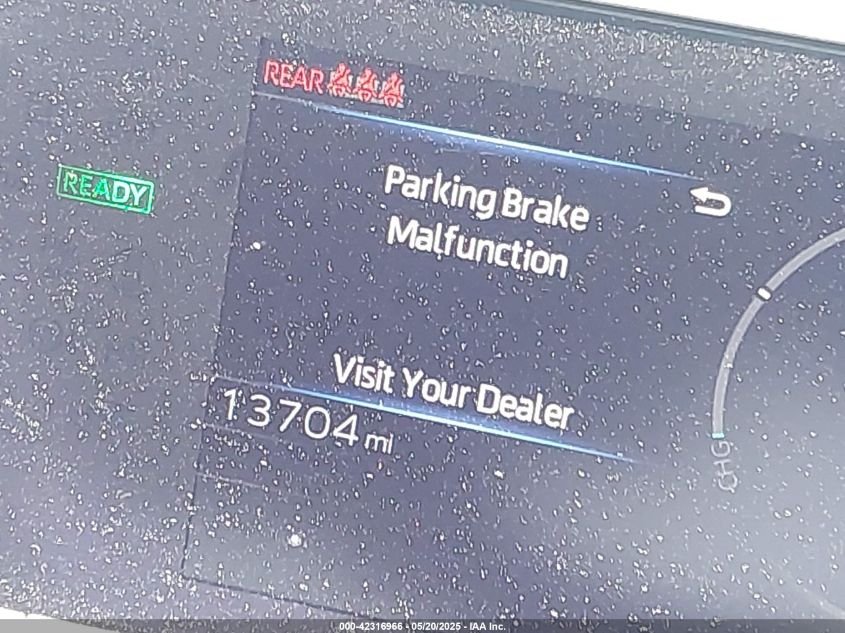 REAR
READY
Parking Brake
Malfunction
Visit Your Dealer
13704 mi
CHG
000-42316966 - 05/20/2025 - IAA Inc.